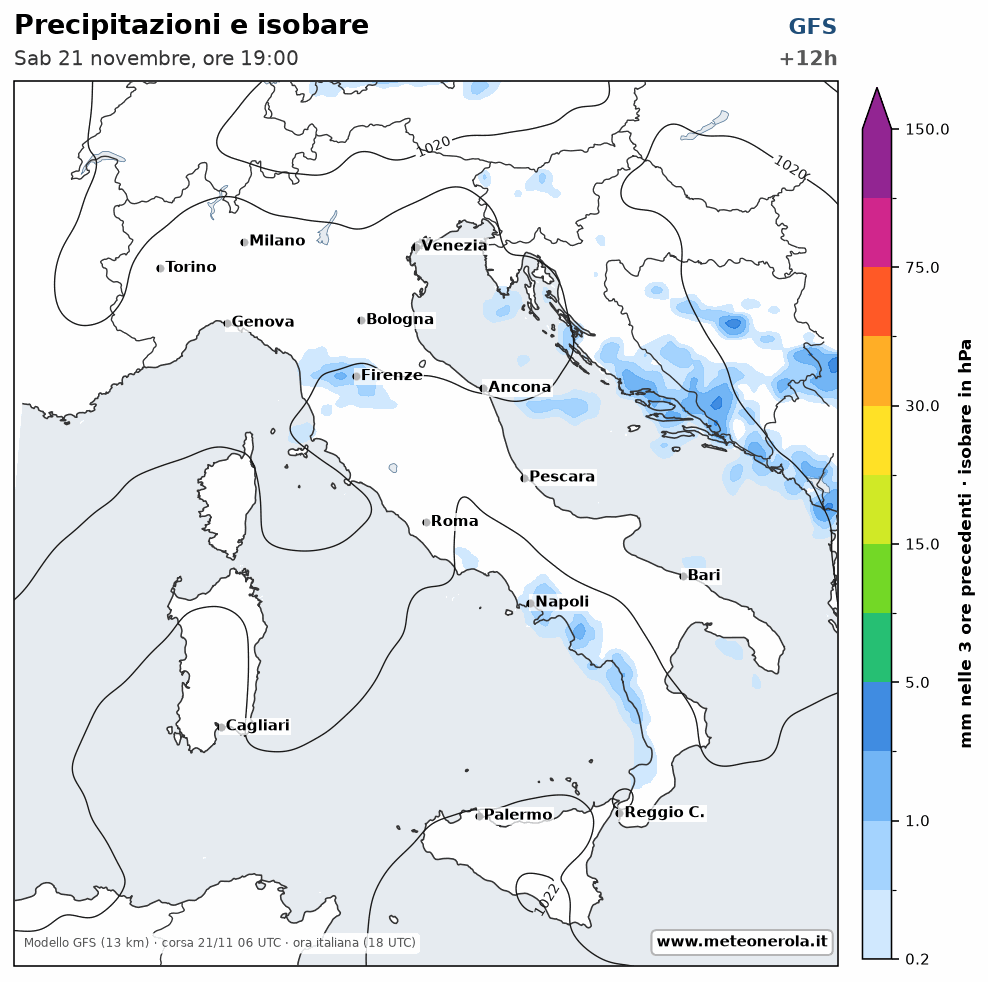 Precipitazioni e isobare
GFS
Sab 21 novembre, ore 19:00
+12h
1020
1020
Milano
Venezia
Torino
Genova
Bologna
Firenze
Ancona
Pescara
Roma
Bari
Napoli
Cagliari
Palermo
Reggio C.
1022
Modello GFS (13 km) · corsa 21/11 06 UTC · ora italiana (18 UTC)
www.meteonerola.it
150.0
75.0
30.0
15.0
5.0
1.0
0.2
mm nelle 3 ore precedenti · isobare in hPa